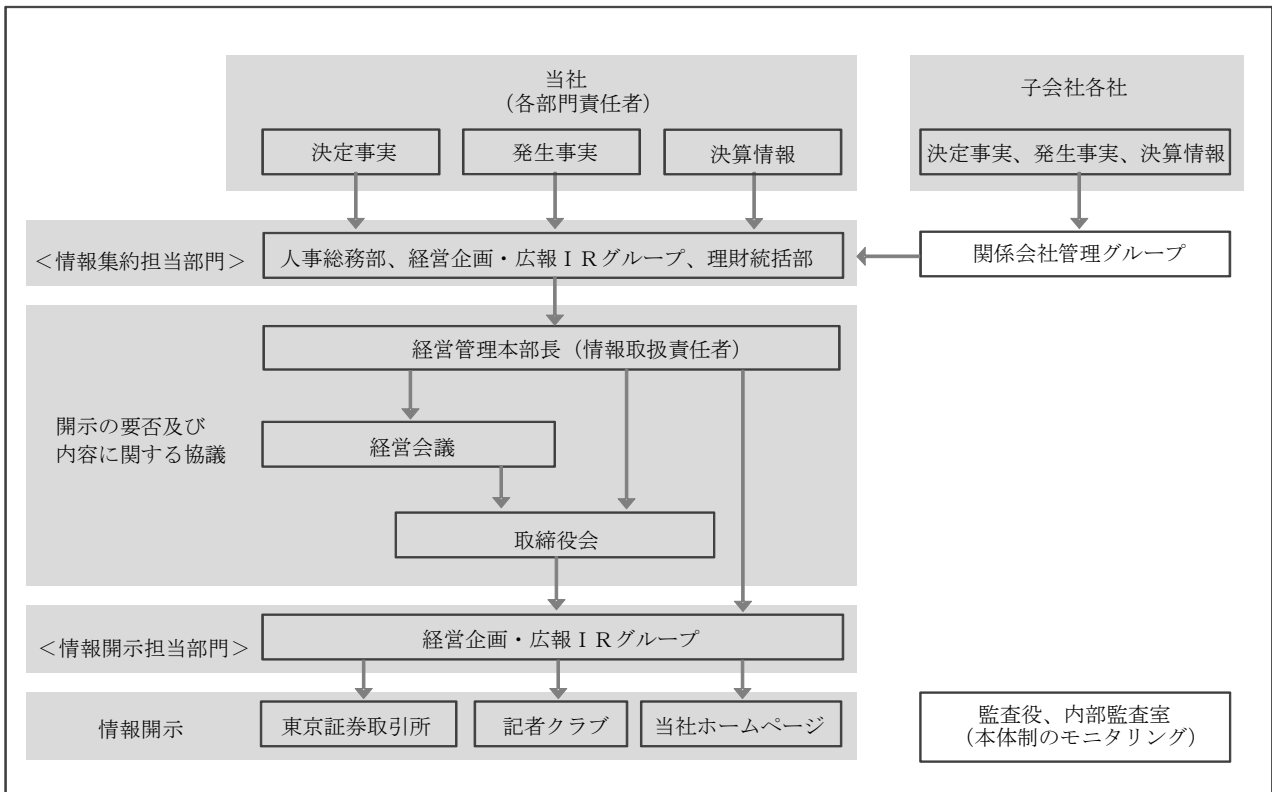 当社
(各部門責任者)
決定事実
発生事実
決算情報
子会社各社
決定事実、発生事実、決算情報
<情報集約担当部門>
人事総務部、経営企画・広報IRグループ、理財統括部
関係会社管理グループ
開示の要否及び
内容に関する協議
経営管理本部長(情報取扱責任者)
経営会議
取締役会
<情報開示担当部門>
経営企画・広報IRグループ
情報開示
東京証券取引所
記者クラブ
当社ホームページ
監査役、内部監査室
(本体制のモニタリング)